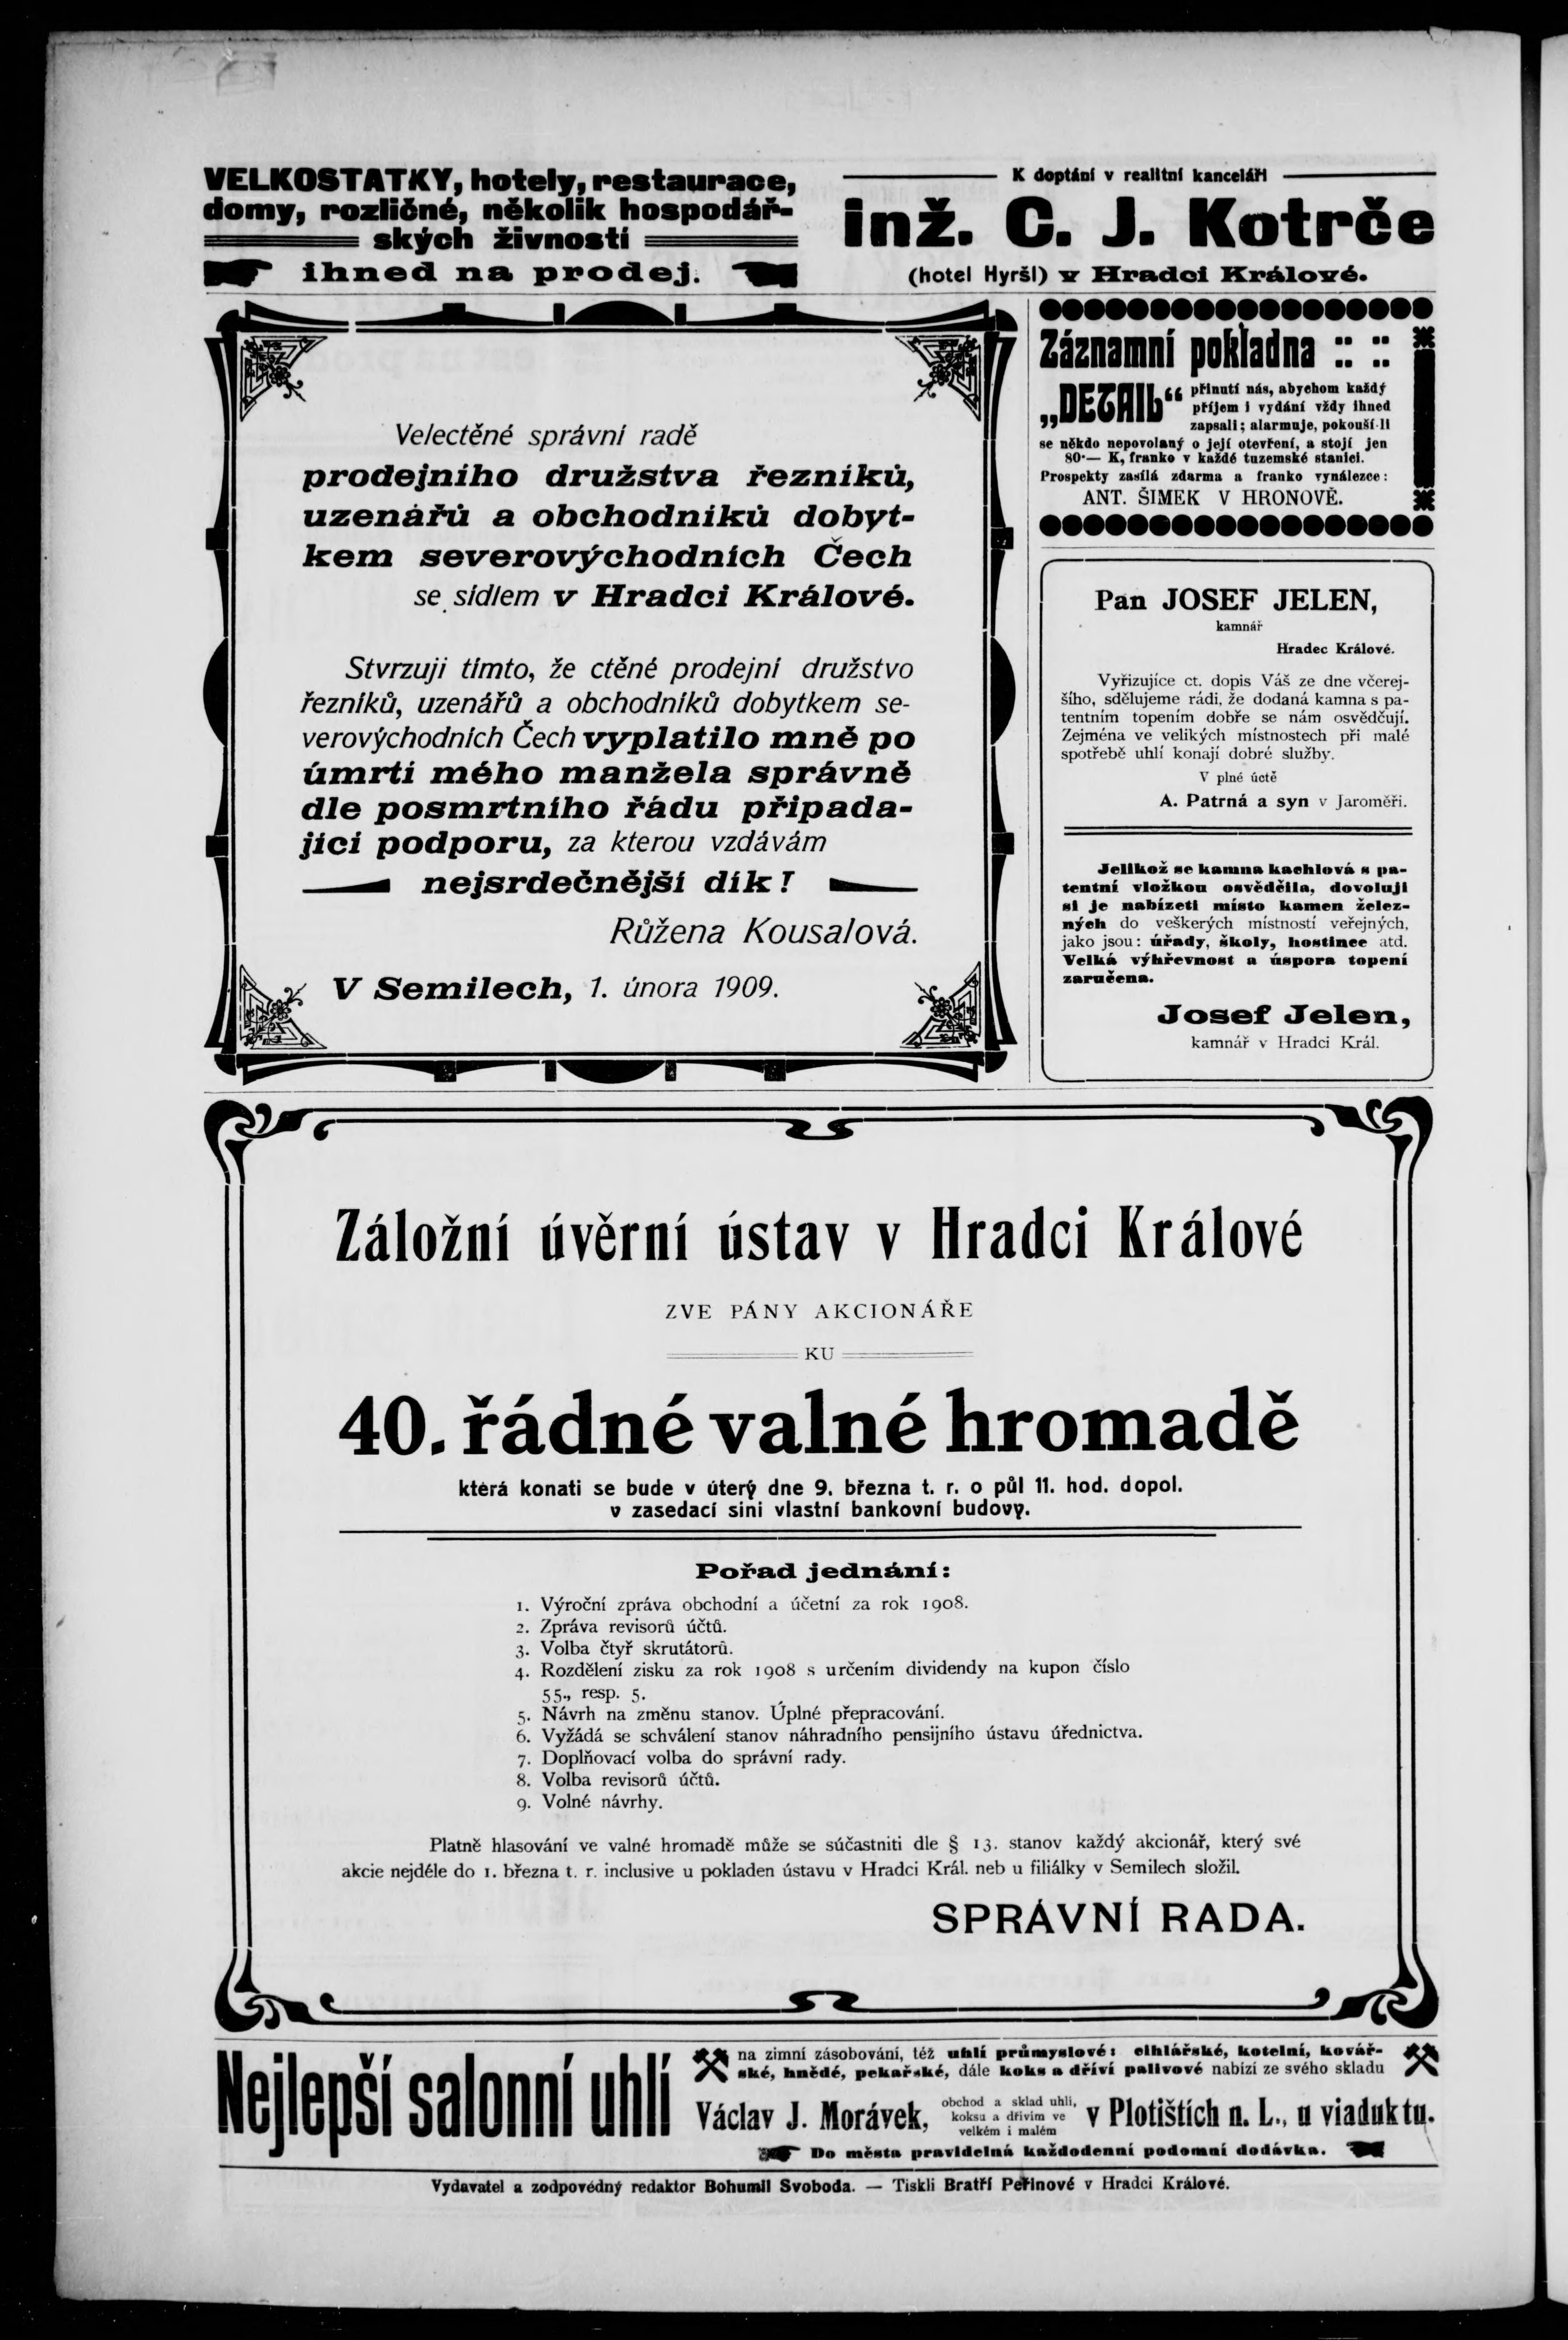 VELKOSTATKY, hotely, restaurace,
domy, rozličné, několik hospodář-
ských živností
ihned na prodej.
K doptání v realitní kanceláři
inž. C. J. Kotrče
(hotel Hyršl) v Hradci Králové.
Velectěné správní radě
prodejního družstva řezníků,
uzenářů a obchodníků dobyt-
kem severovýchodních Čech
se sídlem v Hradci Králové.
Stvrzuji tímto, že ctěné prodejní družstvo
řezníků, uzenářů a obchodníků dobytkem se-
verovýchodních Čech vyplatilo mně po
úmrtí mého manžela správně
dle posmrtního řádu připada-
jící podporu, za kterou vzdávám
nejsrdečnější dík!
Růžena Kousalová.
V Semilech, 1. února 1909.
Záznamní pokladna :: ::
„DETAIL“ přinutí nás, abychom každý
příjem i vydání vždy ihned
zapsali; alarmuje, pokouší-li
se někdo nepovolaný o její otevření, a stojí jen
80·— K, franko v každé tuzemské stanici.
Prospekty zasílá zdarma a franko vynálezce:
ANT. ŠIMEK V HRONOVĚ.
Pan JOSEF JELEN,
kamnář
Hradec Králové.
Vyřizujíce ct. dopis Váš ze dne včerej-
šího, sdělujeme rádi, že dodaná kamna s pa-
tentním topením dobře se nám osvědčují.
Zejména ve velikých místnostech při malé
spotřebě uhlí konají dobré služby.
V plné úctě
A. Patrná a syn v Jaroměři.
Jelikož se kamna kachlová s pa-
tentní vložkou osvědčila, dovoluji
si je nabízeti místo kamen želez-
ných do veškerých místností veřejných,
jako jsou: úřady, školy, hostince atd.
Velká výhřevnost a úspora topení
zaručena.
Josef Jelen,
kamnář v Hradci Král.
Záložní úvěrní ústav v Hradci Králové
ZVE PÁNY AKCIONÁŘE
KU
40. řádné valné hromadě
která konati se bude v úterý dne 9. března t. r. o půl 11. hod. dopol.
v zasedací síni vlastní bankovní budovy.
Pořad jednání:
1. Výroční zpráva obchodní a účetní za rok 1908.
2. Zpráva revisorů účtů.
3. Volba čtyř skrutátorů.
4. Rozdělení zisku za rok 1908 s určením dividendy na kupon číslo
55., resp. 5.
5. Návrh na změnu stanov. Úplné přepracování.
6. Vyžádá se schválení stanov náhradního pensijního ústavu úřednictva.
7. Doplňovací volba do správní rady.
8. Volba revisorů účtů.
9. Volné návrhy.
Platně hlasování ve valné hromadě může se súčastniti dle § 13. stanov každý akcionář, který své
akcie nejdéle do 1. března t. r. inclusive u pokladen ústavu v Hradci Král. neb u filiálky v Semilech složil.
SPRÁVNÍ RADA.
Nejlepší salonní uhlí
na zimní zásobování, též uhlí průmyslové: cihlářské, kotelní, kovář-
ské, hnědé, pekařské, dále koks a dříví palivové nabízí ze svého skladu
Václav J. Morávek, obchod a sklad uhlí, koksu a dřívím ve velkém i malém v Plotištích n. L., u viaduktu.
Do města pravidelná každodenní podomní dodávka.
Vydavatel a zodpovědný redaktor Bohumil Svoboda. — Tiskli Bratří Peřinové v Hradci Králové.